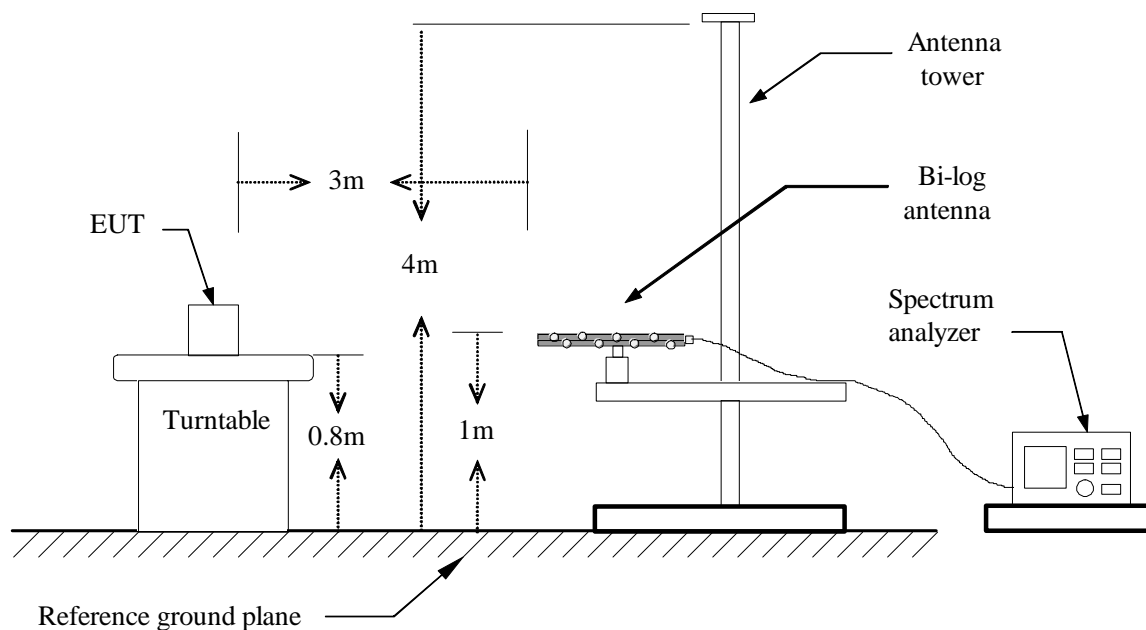 Antenna
tower
3m
Bi-log
antenna
EUT
4m
Spectrum
analyzer
Turntable
0.8m
1m
Reference ground plane